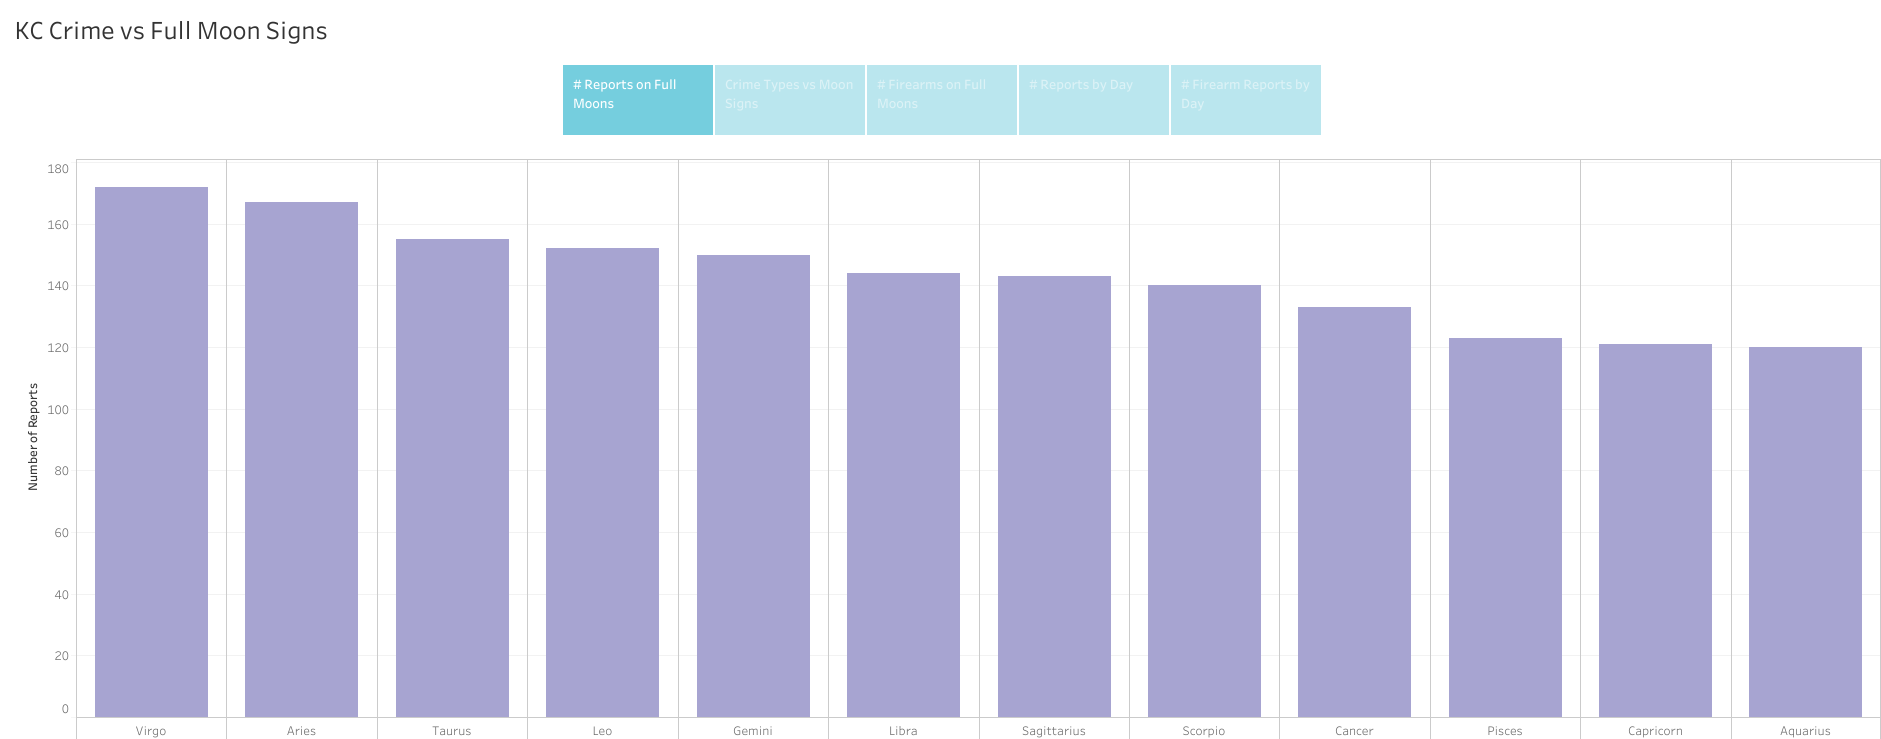 KC Crime vs Full Moon Signs
# Reports on Full
Moons
Crime Types vs Moon
Signs
# Firearms on Full
Moons
# Reports by Day
# Firearm Reports by
Day
180
160
140
120
100
80
60
40
20
0
Number of Reports
Virgo
Aries
Taurus
Leo
Gemini
Libra
Sagittarius
Scorpio
Cancer
Pisces
Capricorn
Aquarius